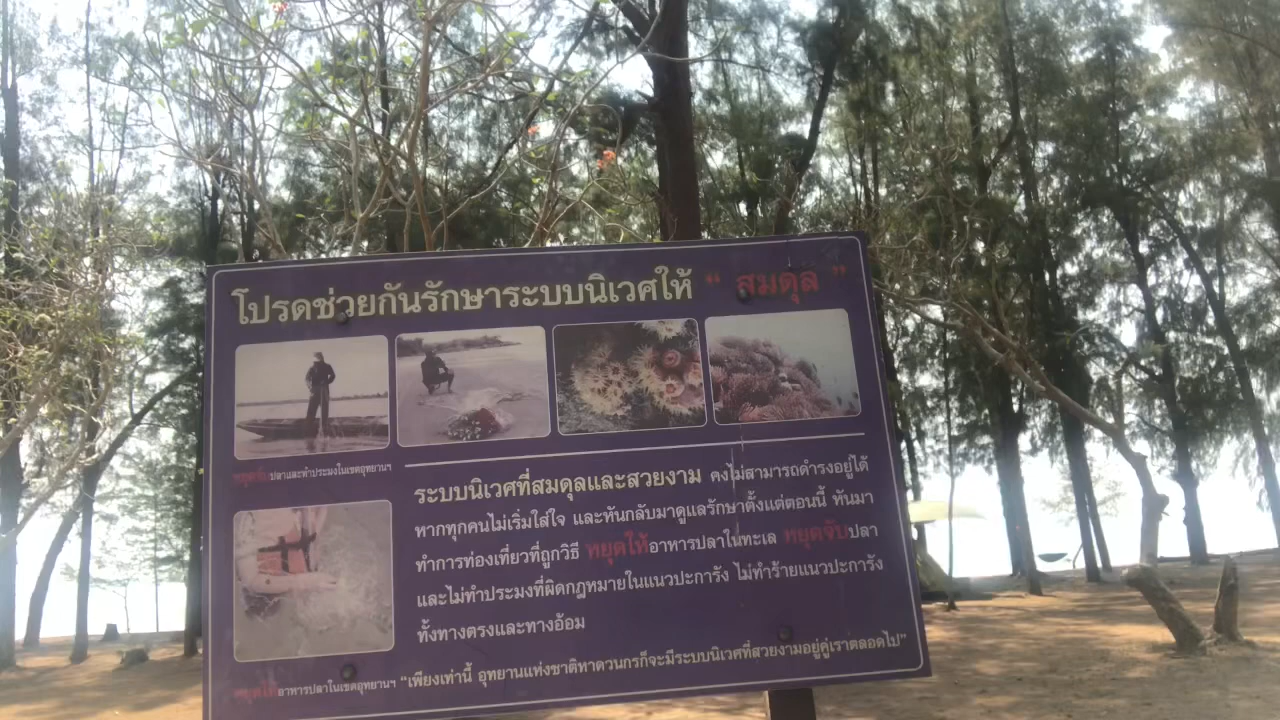 โปรดช่วยกันรักษาระบบนิเวศให้ “ สมดุล ”
หยุดจับปลาและทำประมงในเขตอุทยานฯ
ระบบนิเวศที่สมดุลและสวยงาม คงไม่สามารถดำรงอยู่ได้
หากทุกคนไม่เริ่มใส่ใจ และหันกลับมาดูแลรักษาตั้งแต่ตอนนี้ หันมา
ทำการท่องเที่ยวที่ถูกวิธี หยุดให้อาหารปลาในทะเล หยุดจับปลา
และไม่ทำประมงที่ผิดกฎหมายในแนวปะการัง ไม่ทำร้ายแนวปะการัง
ทั้งทางตรงและทางอ้อม
หยุดให้อาหารปลาในเขตอุทยานฯ
“เพียงเท่านี้ อุทยานแห่งชาติหาดวนกรก็จะมีระบบนิเวศที่สวยงามอยู่คู่เราตลอดไป”